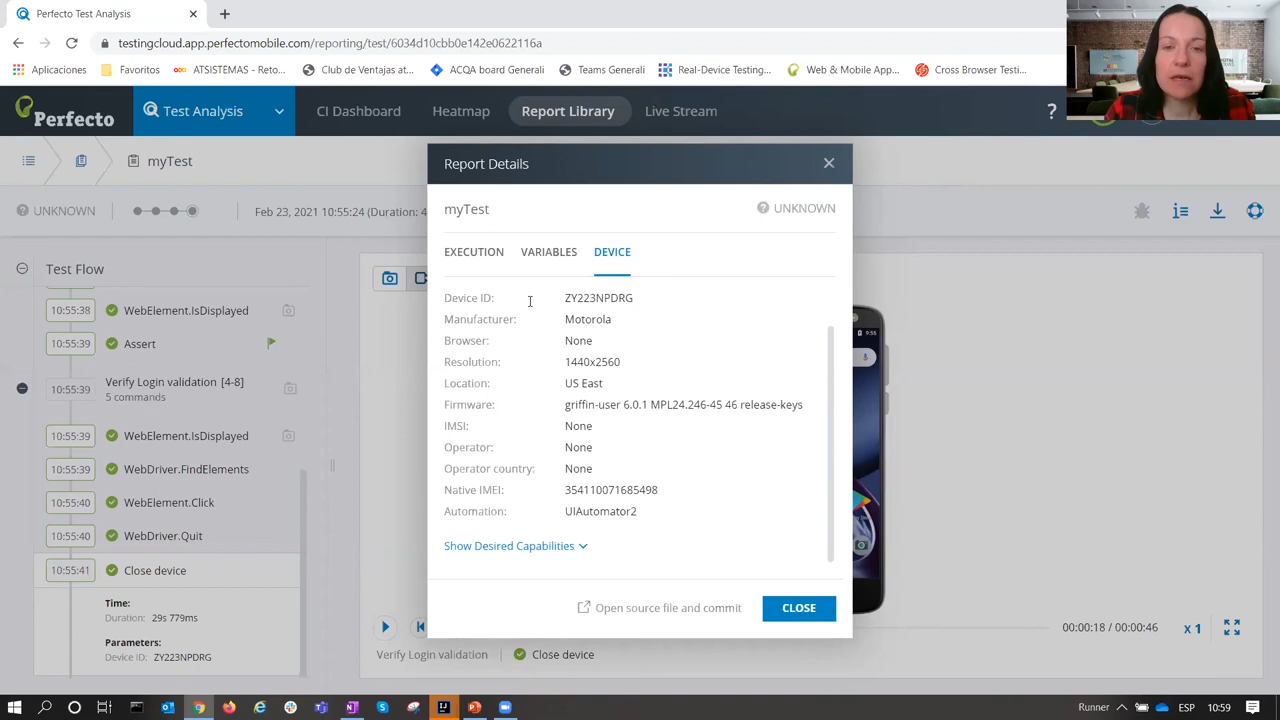 Perfecto Test Analysis
testingcloud.app.perfectomobile.com/reporting/test/6034d10cbb0e142e0622116a
Aplicaciones
Favoritos
ATSISTEMAS - Reto...
Club de Ventajas at...
ACQA board Generali
Teams Generali
Real-Device Testing...
Web & Mobile App...
Cross Browser Testi...
Perfecto
Test Analysis
CI Dashboard
Heatmap
Report Library
Live Stream
?
myTest
UNKNOWN
Feb 23, 2021 10:55:24 (Duration: 4
Test Flow
10:55:38 WebElement.IsDisplayed
10:55:39 Assert
10:55:39 Verify Login validation [4-8]
5 commands
10:55:39 WebElement.IsDisplayed
10:55:39 WebDriver.FindElements
10:55:40 WebElement.Click
10:55:40 WebDriver.Quit
10:55:41 Close device
Time:
Duration: 29s 779ms
Parameters:
Device ID: ZY223NPDRG
Report Details
myTest
UNKNOWN
EXECUTION VARIABLES DEVICE
Device ID: ZY223NPDRG
Manufacturer: Motorola
Browser: None
Resolution: 1440x2560
Location: US East
Firmware: griffin-user 6.0.1 MPL24.246-45 46 release-keys
IMSI: None
Operator: None
Operator country: None
Native IMEI: 354110071685498
Automation: UIAutomator2
Show Desired Capabilities
Open source file and commit
CLOSE
9:55
00:00:18 / 00:00:46
x 1
Verify Login validation
Close device
Runner
ESP
10:59